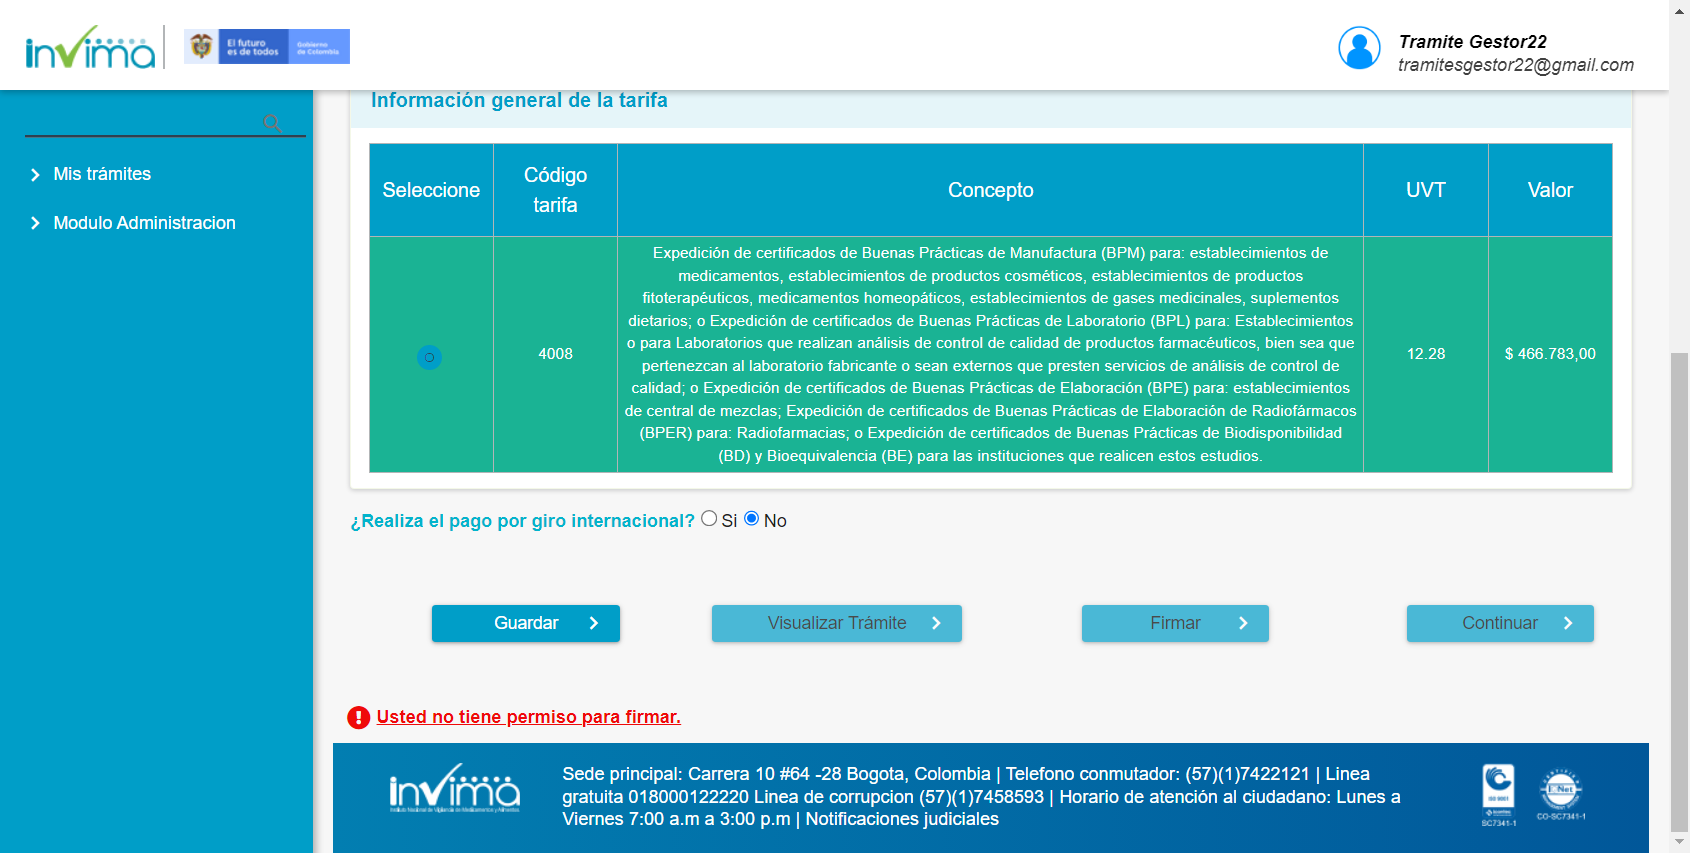 invima
El futuro
es de todos
Gobierno
de Colombia
Tramite Gestor22
tramitesgestor22@gmail.com
Mis trámites
Modulo Administracion
Información general de la tarifa
Seleccione
Código
tarifa
Concepto
UVT
Valor
4008
Expedición de certificados de Buenas Prácticas de Manufactura (BPM) para: establecimientos de
medicamentos, establecimientos de productos cosméticos, establecimientos de productos
fitoterapéuticos, medicamentos homeopáticos, establecimientos de gases medicinales, suplementos
dietarios; o Expedición de certificados de Buenas Prácticas de Laboratorio (BPL) para: Establecimientos
o para Laboratorios que realizan análisis de control de calidad de productos farmacéuticos, bien sea que
pertenezcan al laboratorio fabricante o sean externos que presten servicios de análisis de control de
calidad; o Expedición de certificados de Buenas Prácticas de Elaboración (BPE) para: establecimientos
de central de mezclas; Expedición de certificados de Buenas Prácticas de Elaboración de Radiofármacos
(BPER) para: Radiofarmacias; o Expedición de certificados de Buenas Prácticas de Biodisponibilidad
(BD) y Bioequivalencia (BE) para las instituciones que realicen estos estudios.
12.28
$ 466.783,00
¿Realiza el pago por giro internacional? Si No
Guardar
Visualizar Trámite
Firmar
Continuar
Usted no tiene permiso para firmar.
invima
Instituto Nacional de Vigilancia de Medicamentos y Alimentos
Sede principal: Carrera 10 #64 -28 Bogota, Colombia | Telefono conmutador: (57)(1)7422121 | Linea
gratuita 018000122220 Linea de corrupcion (57)(1)7458593 | Horario de atención al ciudadano: Lunes a
Viernes 7:00 a.m a 3:00 p.m | Notificaciones judiciales
ISO 9001
SC7341-1
IQNet
CO-SC7341-1